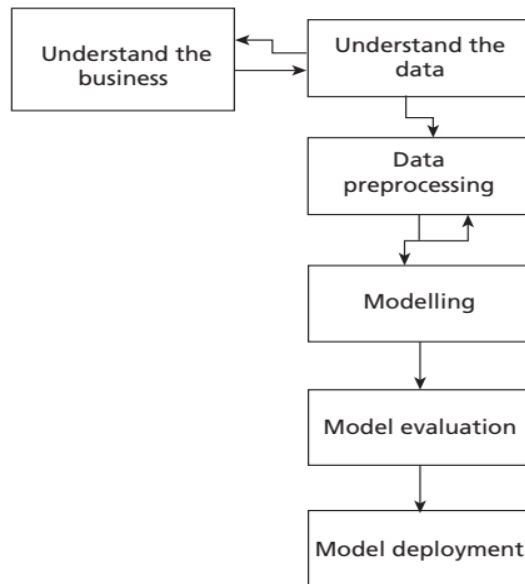 Understand the
business
Understand the
data
Data
preprocessing
Modelling
Model evaluation
Model deployment